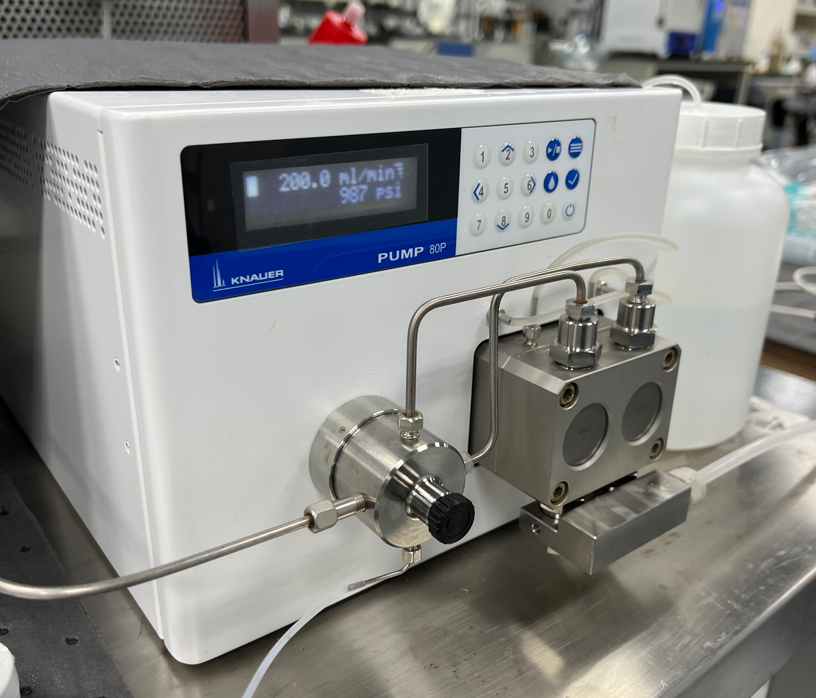 200.0 ml/min
987 psi
KNAUER
PUMP 80P
1 2 3
4 5 6
7 8 9 0